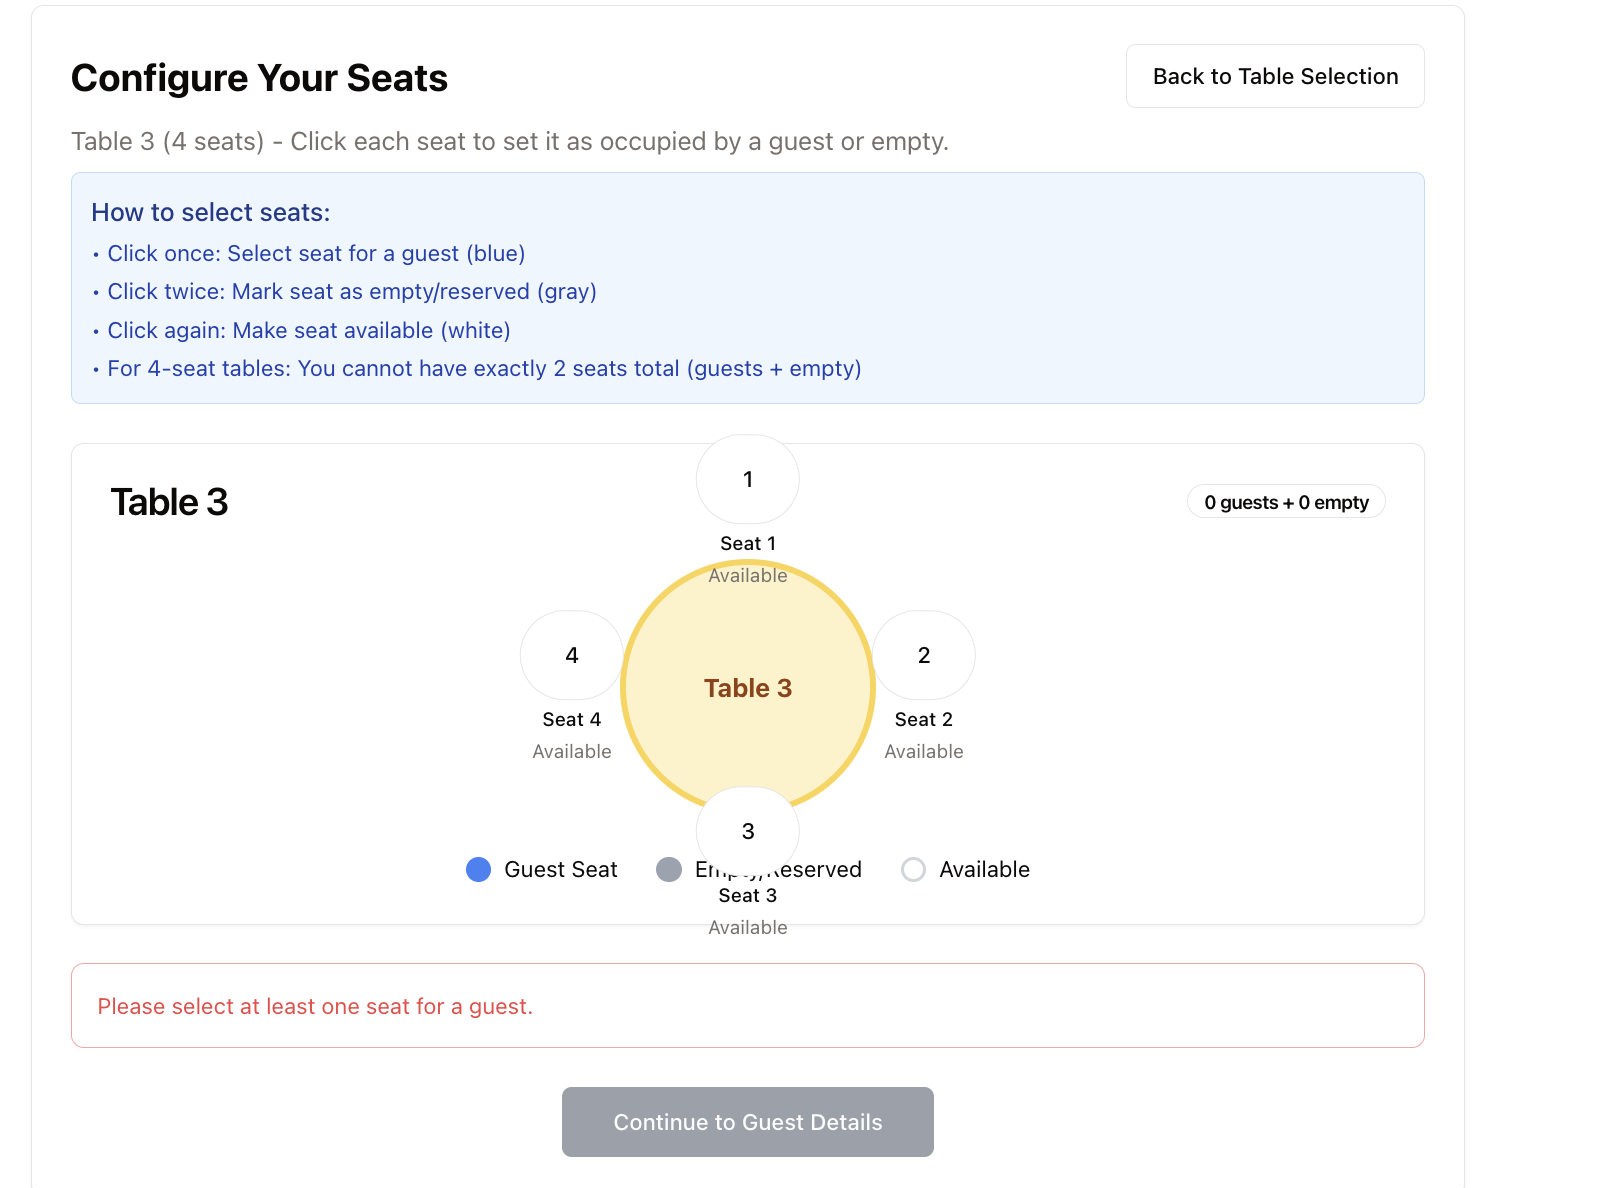 Configure Your Seats
Back to Table Selection
Table 3 (4 seats) - Click each seat to set it as occupied by a guest or empty.
How to select seats:
• Click once: Select seat for a guest (blue)
• Click twice: Mark seat as empty/reserved (gray)
• Click again: Make seat available (white)
• For 4-seat tables: You cannot have exactly 2 seats total (guests + empty)
Table 3
0 guests + 0 empty
1
Seat 1
Available
4
Seat 4
Available
Table 3
2
Seat 2
Available
3
Guest Seat
Empty/Reserved
Available
Seat 3
Available
Please select at least one seat for a guest.
Continue to Guest Details